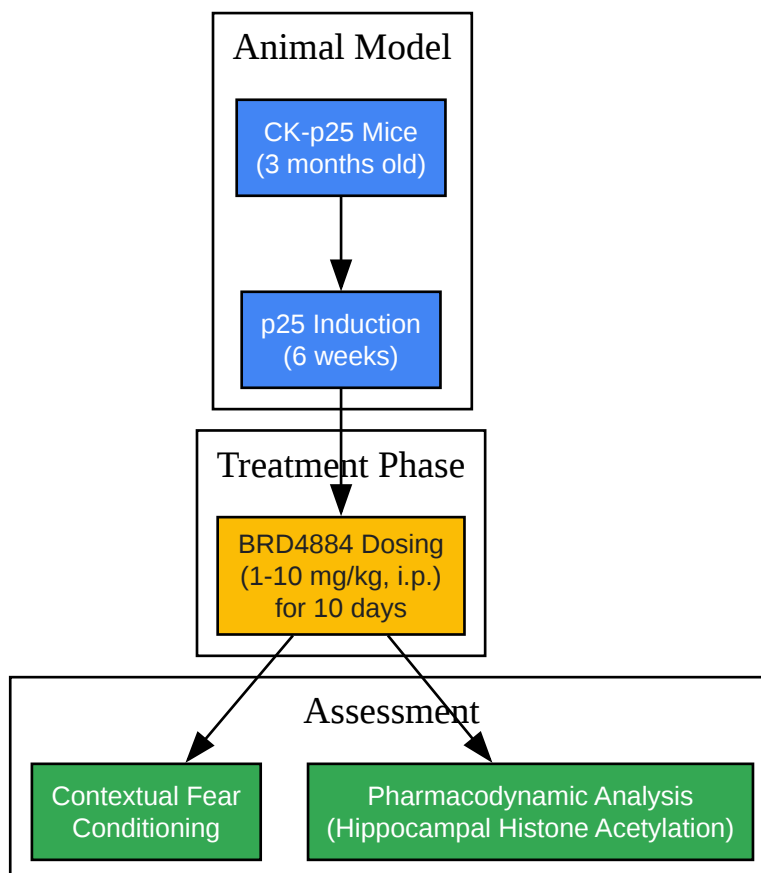 Animal Model
CK-p25 Mice
(3 months old)
p25 Induction
(6 weeks)
Treatment Phase
BRD4884 Dosing
(1-10 mg/kg, i.p.)
for 10 days
Assessment
Contextual Fear
Conditioning
Pharmacodynamic Analysis
(Hippocampal Histone Acetylation)